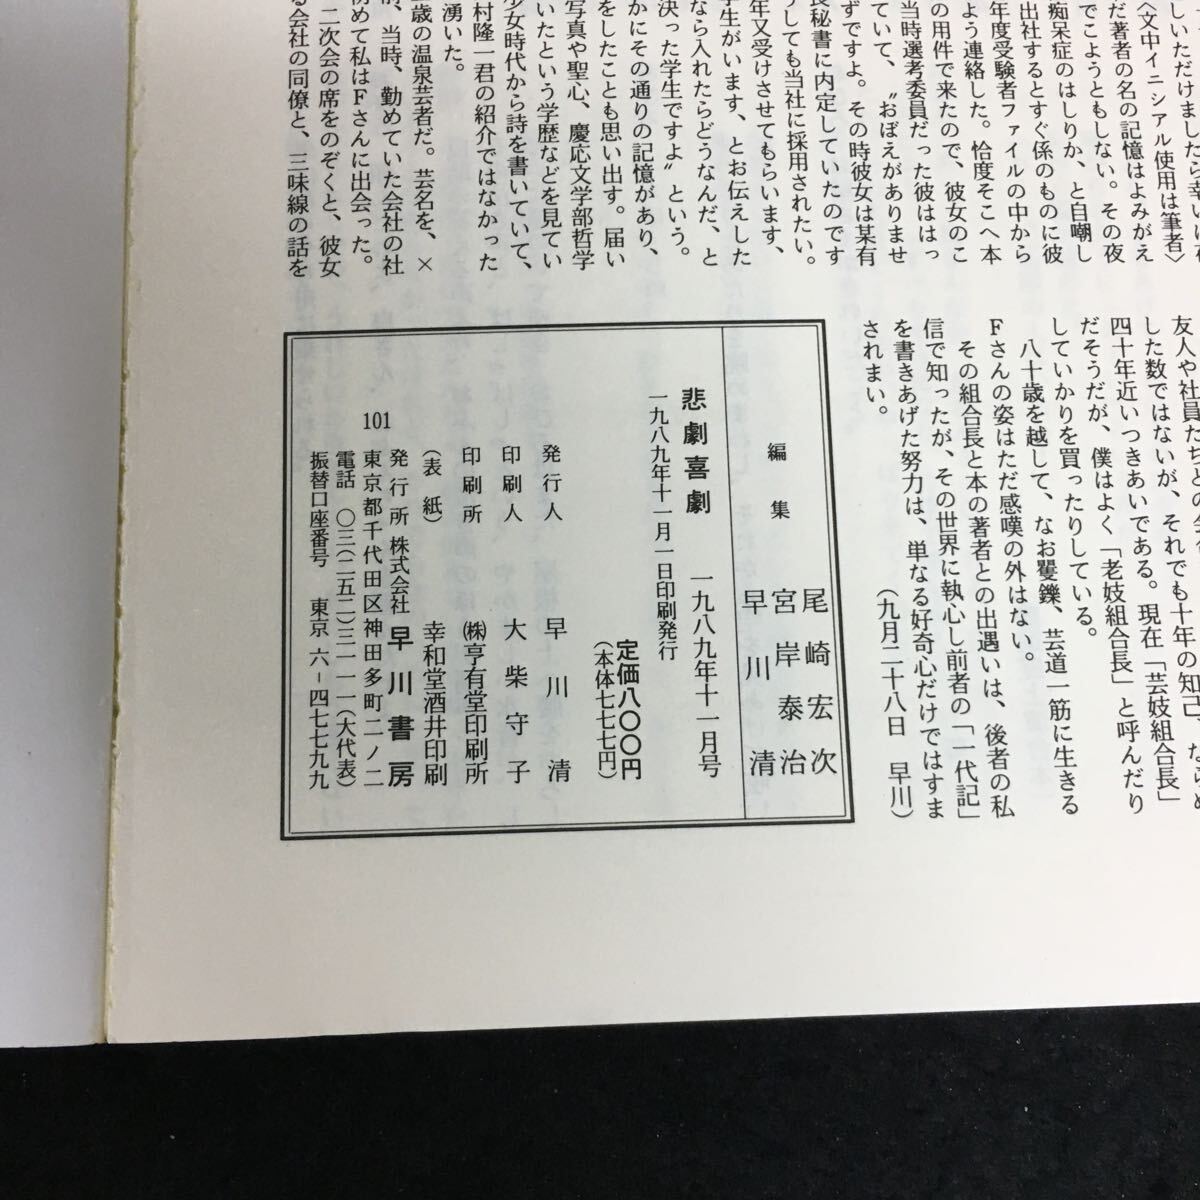 しいただけましたら幸い
〈文中イニシアル使用は筆者〉
だ著者の名の記憶はよみがえ
でこようともしない。その夜
痴呆症のはしりか、と自嘲し
出社するとすぐ係のものに彼
年度受験者ファイルの中から
よう連絡した。恰度そこへ本
の用件で来たので、彼女のこ
当時選考委員だった彼ははっ
ていて、〝おぼえがありませ
ずですよ。その時彼女は某有
長秘書に内定していたのです
うしても当社に採用されたい。
年又受けさせてもらいます、
学生がいます、とお伝えした
なら入れたらどうなんだ、と
決った学生ですよ〟という。
かにその通りの記憶があり、
をしたことも思い出す。届い
写真や聖心、慶応文学部哲学
いたという学歴などを見てい
少女時代から詩を書いていて、
村隆一君の紹介ではなかった
湧いた。
歳の温泉芸者だ。芸名を、×
前、当時、勤めていた会社の社
初めて私はFさんに出会った。
二次会の席をのぞくと、彼女
る会社の同僚と、三味線の話を
友人や社員たちとの
した数ではないが、それでも十年の知己
四十年近いつきあいである。現在「芸妓組合長」
だそうだが、僕はよく「老妓組合長」と呼んだり
していかりを買ったりしている。
八十歳を越して、なお矍鑠、芸道一筋に生きる
Fさんの姿はただ感嘆の外はない。
その組合長と本の著者との出遇いは、後者の私
信で知ったが、その世界に執心し前者の「一代記」
を書きあげた努力は、単なる好奇心だけではすま
されまい。
(九月二十八日 早川)
編集
尾崎宏次
宮岸泰治
早川清
悲劇喜劇 一九八九年十一月号
一九八九年十一月一日印刷発行
定価八〇〇円
(本体七七七円)
発行人 早川清
印刷人 大柴守子
印刷所 ㈱亨有堂印刷所
(表紙) 幸和堂酒井印刷
発行所 株式会社 早川書房
101 東京都千代田区神田多町二ノ二
電話 〇三(二五二)三一一一(大代表)
振替口座番号 東京 六-四七七九九